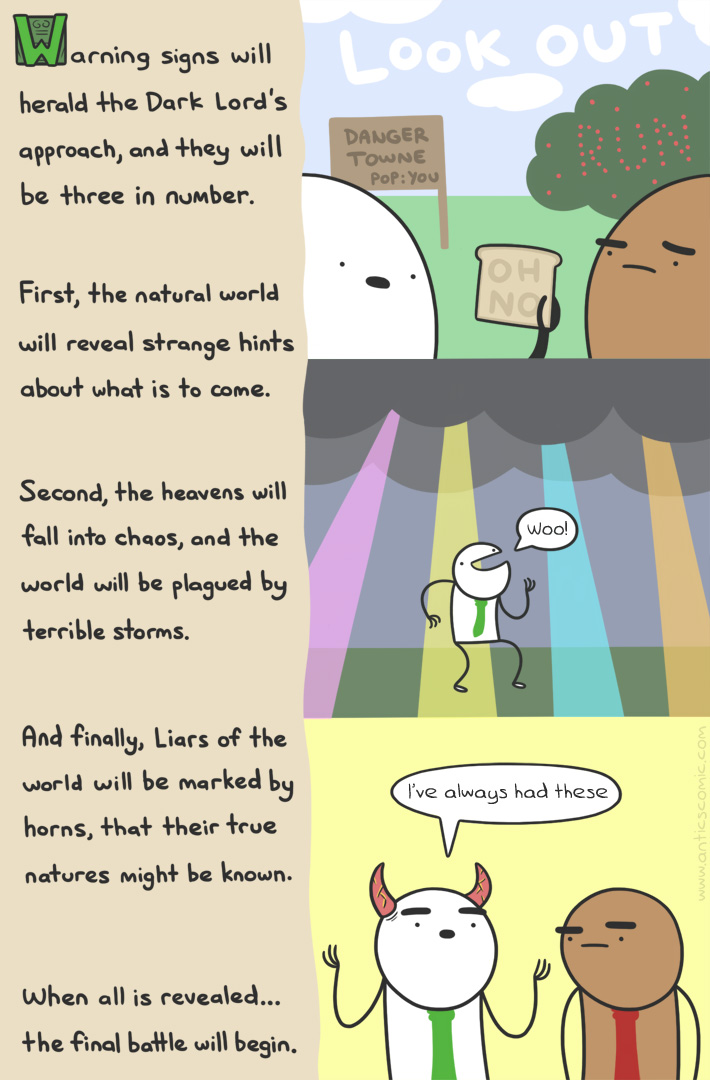 Warning signs will
herald the Dark Lord's
approach, and they will
be three in number.
First, the natural world
will reveal strange hints
about what is to come.
Second, the heavens will
fall into chaos, and the
world will be plagued by
terrible storms.
And finally, Liars of the
world will be marked by
horns, that their true
natures might be known.
When all is revealed...
the final battle will begin.
LOOK OUT
DANGER
TOWNE
POP: YOU
RUN
OH
NO
Woo!
I've always had these
www.anticscomic.com